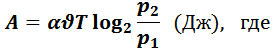 A = αϑT log₂ p₂/p₁ (Дж), где